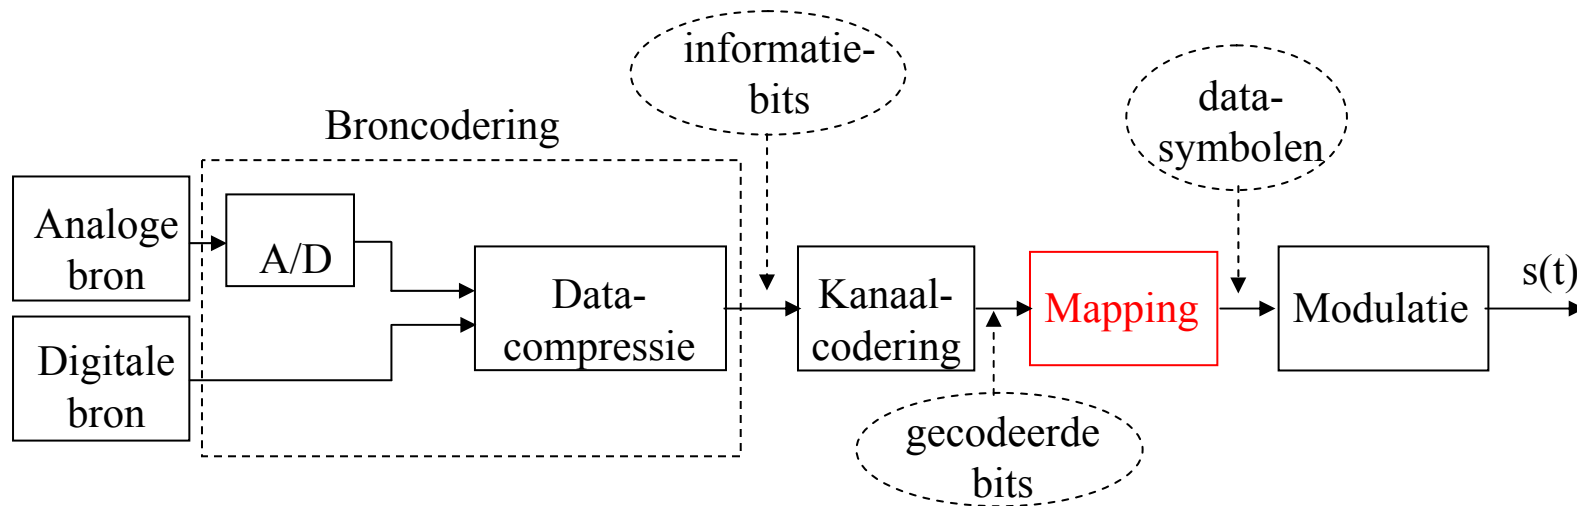 informatie-
bits
data-
symbolen
Broncodering
Analoge
bron
A/D
Data-
compressie
Kanaal-
codering
Mapping
Modulatie
s(t)
Digitale
bron
gecodeerde
bits